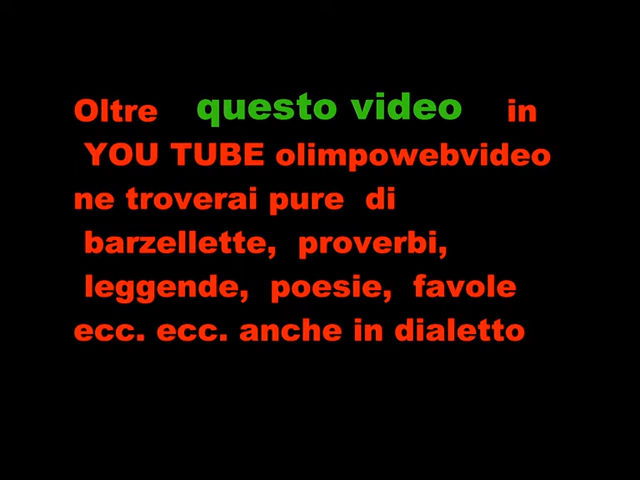 Oltre questo video in
YOU TUBE olimpowebvideo
ne troverai pure di
barzellette, proverbi,
leggende, poesie, favole
ecc. ecc. anche in dialetto